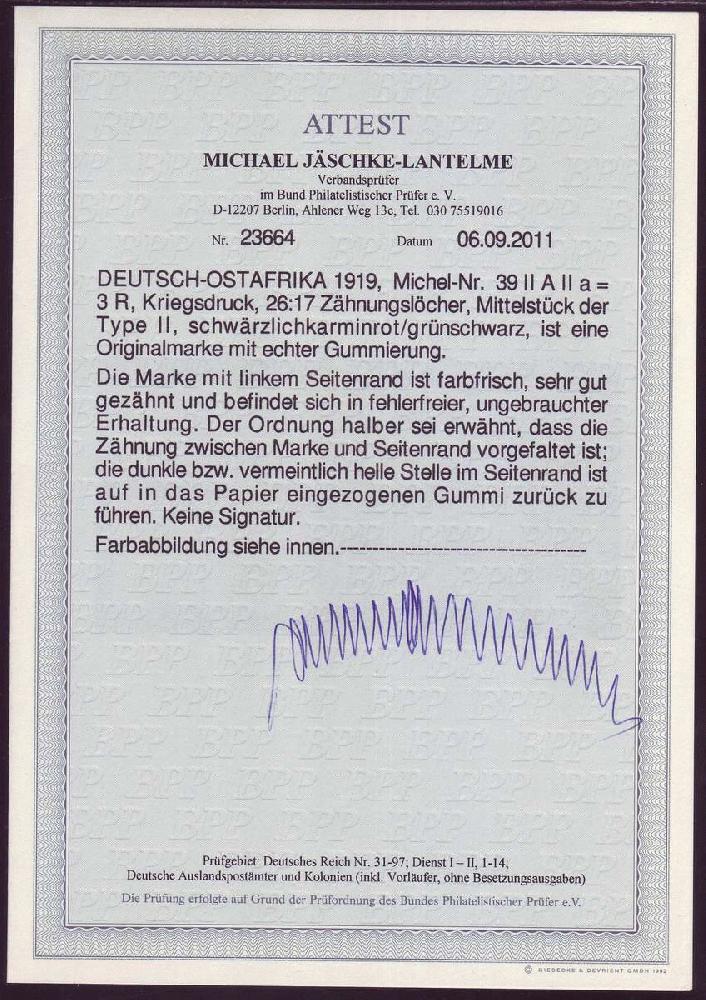 ATTEST
MICHAEL JÄSCHKE-LANTELME
Verbandsprüfer
im Bund Philatelistischer Prüfer e. V.
D-12207 Berlin, Ahlener Weg 13c, Tel. 030 75519016
Nr. 23664 Datum 06.09.2011
DEUTSCH-OSTAFRIKA 1919, Michel-Nr. 39 II A II a =
3 R, Kriegsdruck, 26:17 Zähnungslöcher, Mittelstück der
Type II, schwärzlichkarminrot/grünschwarz, ist eine
Originalmarke mit echter Gummierung.
Die Marke mit linkem Seitenrand ist farbfrisch, sehr gut
gezähnt und befindet sich in fehlerfreier, ungebrauchter
Erhaltung. Der Ordnung halber sei erwähnt, dass die
Zähnung zwischen Marke und Seitenrand vorgefaltet ist;
die dunkle bzw. vermeintlich helle Stelle im Seitenrand ist
auf in das Papier eingezogenen Gummi zurück zu
führen. Keine Signatur.
Farbabbildung siehe innen.-----------------------------------------
Prüfgebiet: Deutsches Reich Nr. 31-97; Dienst I – II, 1-14;
Deutsche Auslandspostämter und Kolonien (inkl. Vorläufer, ohne Besetzungsausgaben)
Die Prüfung erfolgte auf Grund der Prüfordnung des Bundes Philatelistischer Prüfer e.V.
© GIESECKE & DEVRIENT GMBH 1992